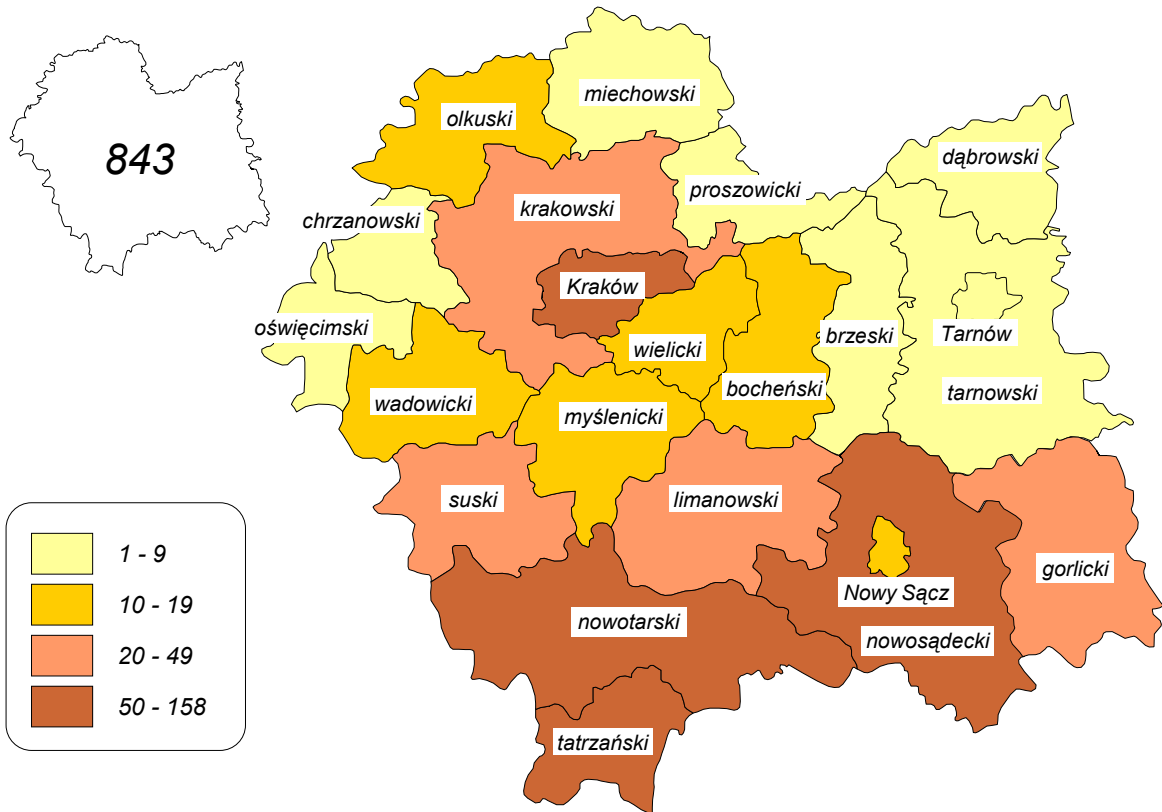 843
miechowski
olkuski
dąbrowski
proszowicki
krakowski
chrzanowski
Kraków
oświęcimski
wielicki
brzeski
Tarnów
bocheński
tarnowski
wadowicki
myślenicki
suski
limanowski
gorlicki
Nowy Sącz
nowotarski
nowosądecki
tatrzański
1 - 9
10 - 19
20 - 49
50 - 158